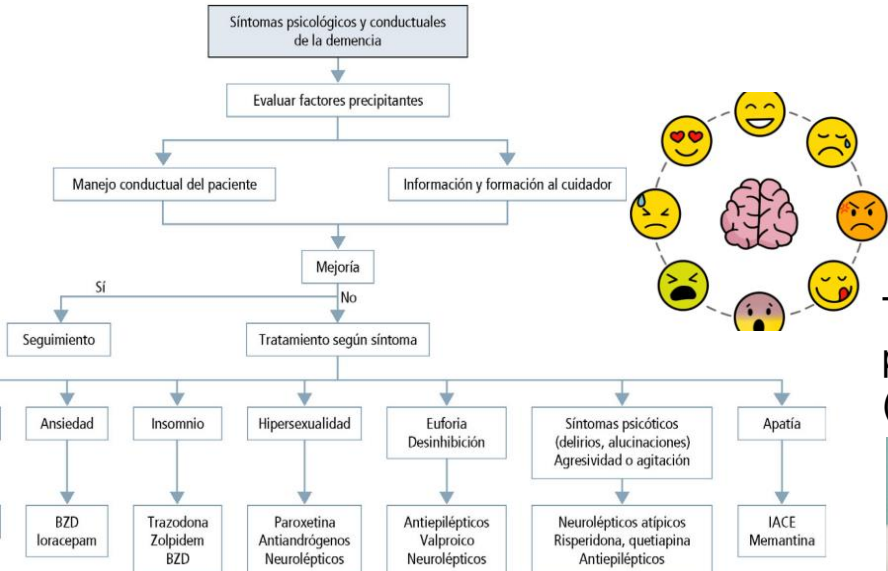 Síntomas psicológicos y conductuales
de la demencia
Evaluar factores precipitantes
Manejo conductual del paciente
Información y formación al cuidador
Mejoría
Sí
No
Seguimiento
Tratamiento según síntoma
Ansiedad
Insomnio
Hipersexualidad
Euforia
Desinhibición
Síntomas psicóticos
(delirios, alucinaciones)
Agresividad o agitación
Apatía
BZD
loracepam
Trazodona
Zolpidem
BZD
Paroxetina
Antiandrógenos
Neurolépticos
Antiepilépticos
Valproico
Neurolépticos
Neurolépticos atípicos
Risperidona, quetiapina
Antiepilépticos
IACE
Memantina